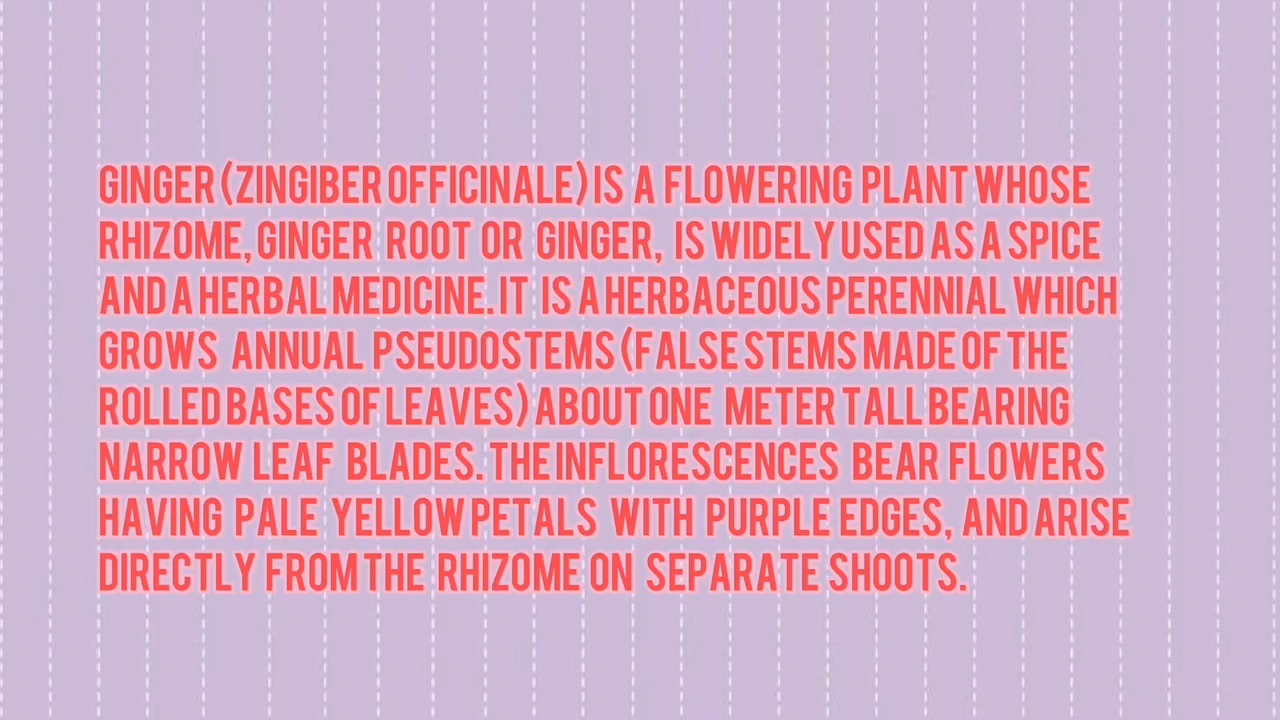 GINGER (ZINGIBER OFFICINALE) IS A FLOWERING PLANT WHOSE
RHIZOME, GINGER ROOT OR GINGER, IS WIDELY USED AS A SPICE
AND A HERBAL MEDICINE. IT IS A HERBACEOUS PERENNIAL WHICH
GROWS ANNUAL PSEUDOSTEMS (FALSE STEMS MADE OF THE
ROLLED BASES OF LEAVES) ABOUT ONE METER TALL BEARING
NARROW LEAF BLADES. THE INFLORESCENCES BEAR FLOWERS
HAVING PALE YELLOW PETALS WITH PURPLE EDGES, AND ARISE
DIRECTLY FROM THE RHIZOME ON SEPARATE SHOOTS.